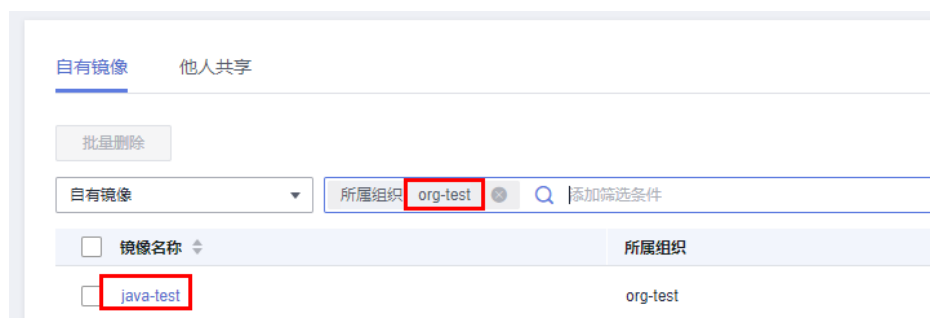 自有镜像 他人共享
批量删除
自有镜像 所属组织 org-test 添加筛选条件
镜像名称 所属组织
java-test org-test